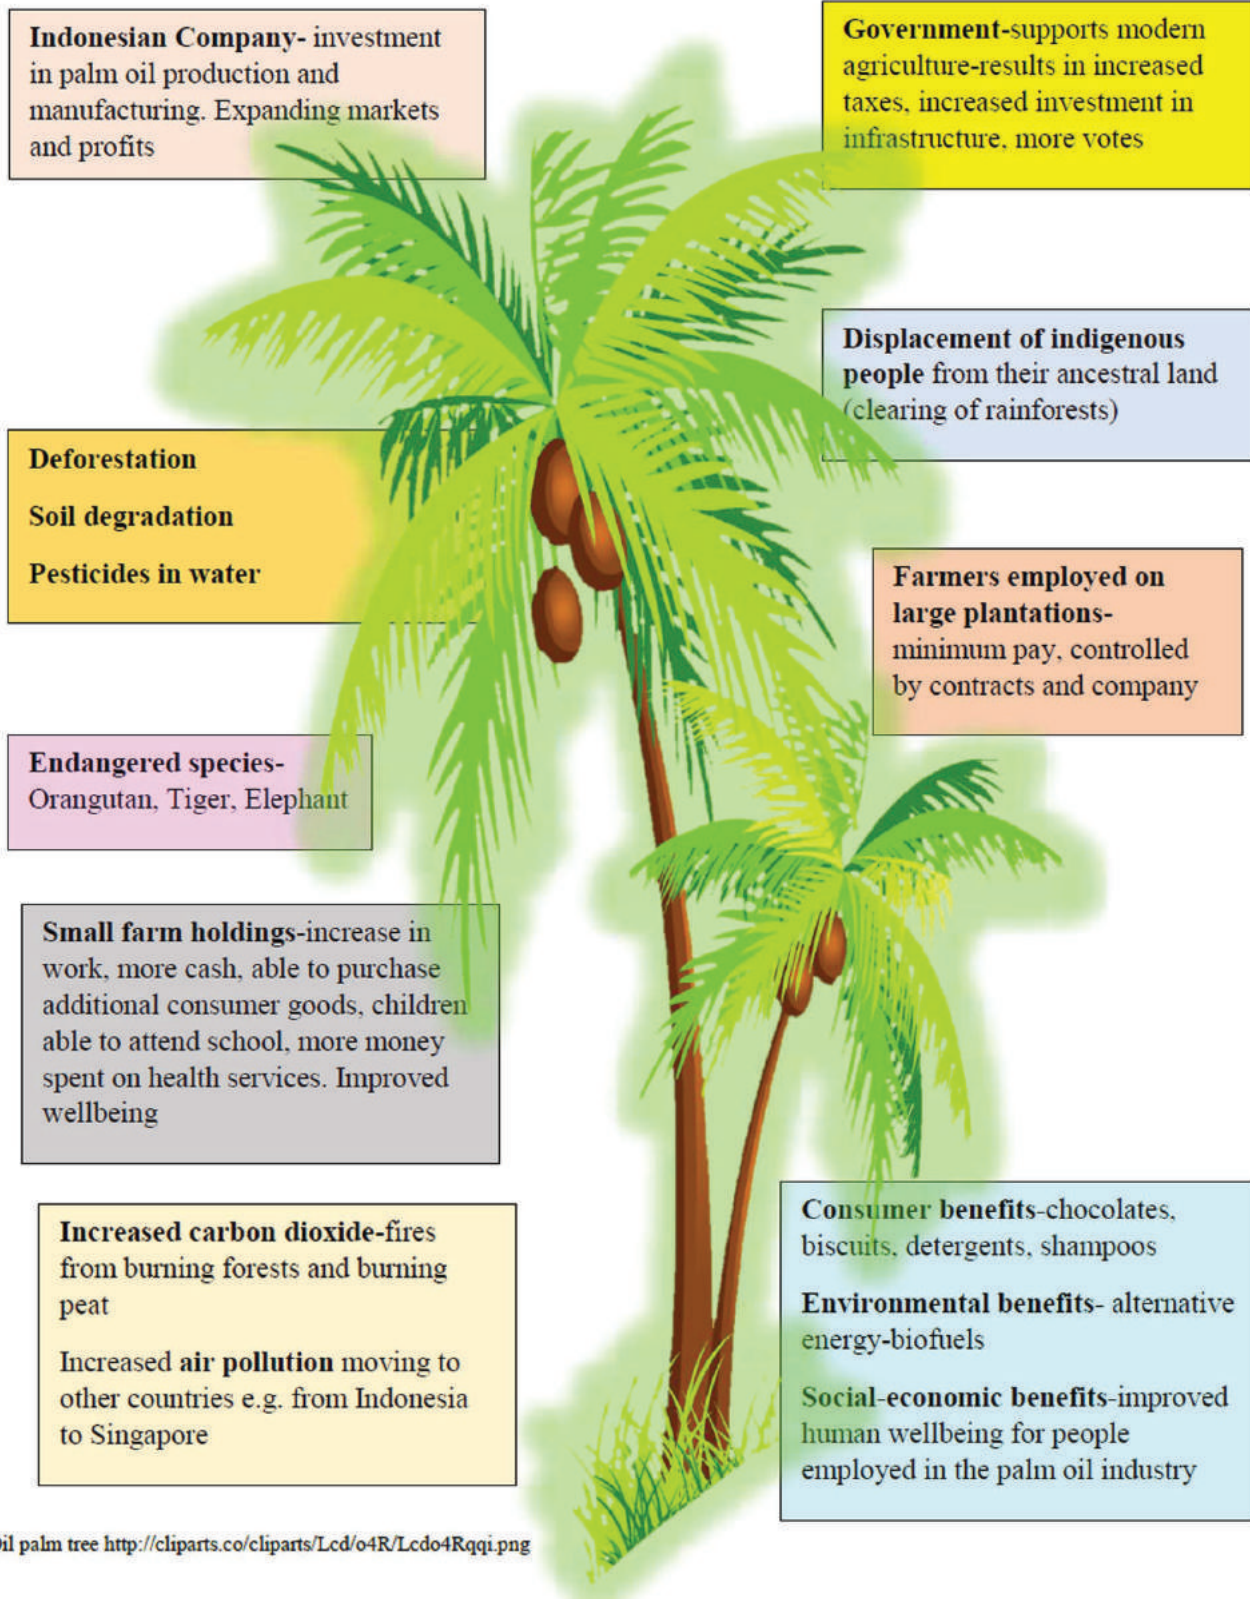 Indonesian Company- investment
in palm oil production and
manufacturing. Expanding markets
and profits
Government-supports modern
agriculture-results in increased
taxes, increased investment in
infrastructure, more votes
Displacement of indigenous
people from their ancestral land
(clearing of rainforests)
Deforestation
Soil degradation
Pesticides in water
Farmers employed on
large plantations-
minimum pay, controlled
by contracts and company
Endangered species-
Orangutan, Tiger, Elephant
Small farm holdings-increase in
work, more cash, able to purchase
additional consumer goods, children
able to attend school, more money
spent on health services. Improved
wellbeing
Increased carbon dioxide-fires
from burning forests and burning
peat
Increased air pollution moving to
other countries e.g. from Indonesia
to Singapore
Consumer benefits-chocolates,
biscuits, detergents, shampoos
Environmental benefits- alternative
energy-biofuels
Social-economic benefits-improved
human wellbeing for people
employed in the palm oil industry
Oil palm tree http://cliparts.co/cliparts/Lcd/o4R/Lcdo4Rqqi.png